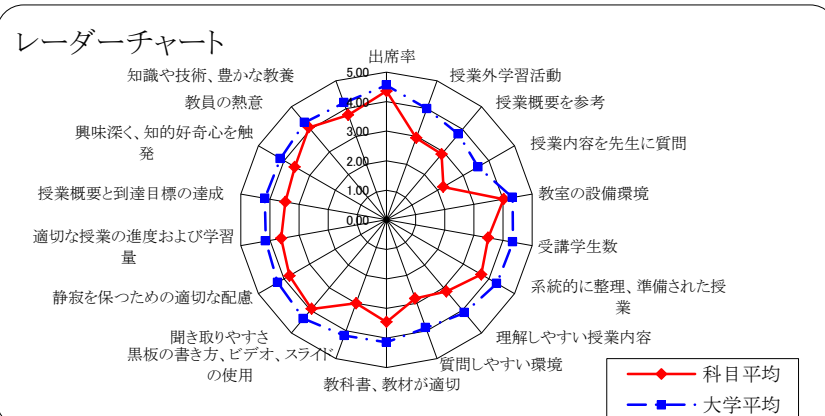 レーダーチャート
出席率
授業外学習活動
授業概要を参考
授業内容を先生に質問
教室の設備環境
受講学生数
系統的に整理、準備された授
業
理解しやすい授業内容
質問しやすい環境
教科書、教材が適切
黒板の書き方、ビデオ、スライド
の使用
聞き取りやすさ
静寂を保つための適切な配慮
適切な授業の進度および学習
量
授業概要と到達目標の達成
興味深く、知的好奇心を触
発
教員の熱意
知識や技術、豊かな教養
5.00
4.00
3.00
2.00
1.00
0.00
科目平均
大学平均